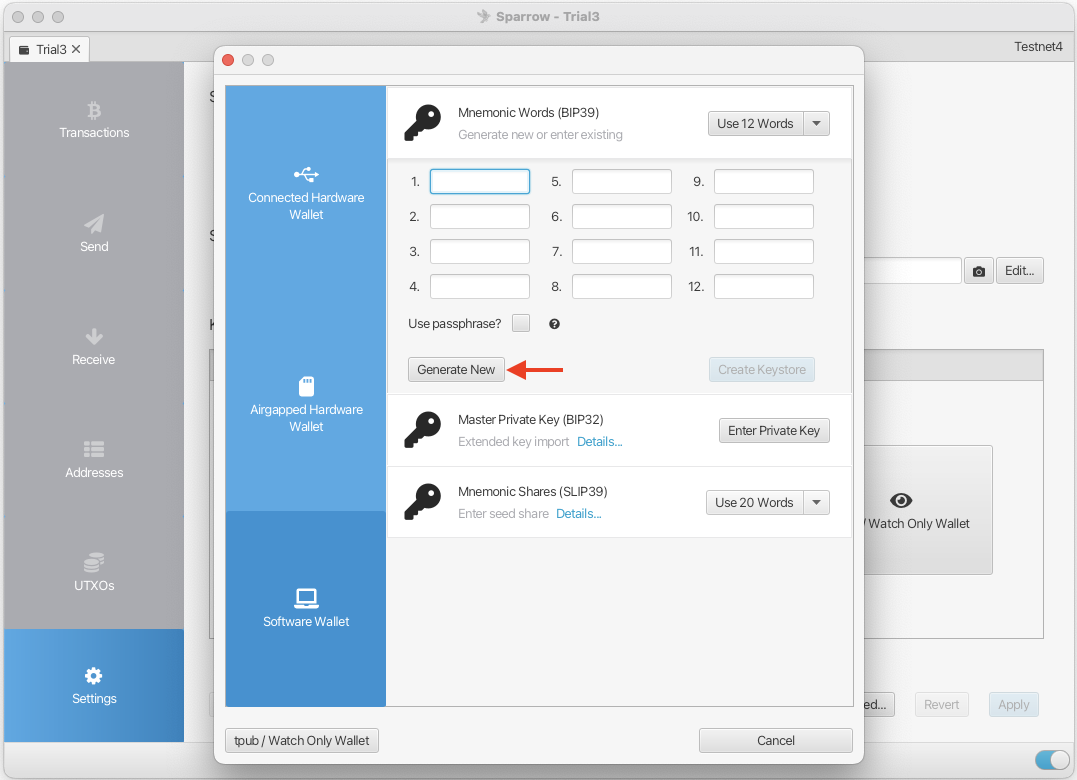 Sparrow - Trial3
Trial3
Testnet4
Transactions
Send
Receive
Addresses
UTXOs
Settings
Connected Hardware
Wallet
Airgapped Hardware
Wallet
Software Wallet
Mnemonic Words (BIP39)
Generate new or enter existing
Use 12 Words
1.
5.
9.
2.
6.
10.
3.
7.
11.
4.
8.
12.
Use passphrase?
Generate New
Create Keystore
Master Private Key (BIP32)
Extended key import Details...
Enter Private Key
Mnemonic Shares (SLIP39)
Enter seed share Details...
Use 20 Words
Edit...
/ Watch Only Wallet
ed...
Revert
Apply
tpub / Watch Only Wallet
Cancel